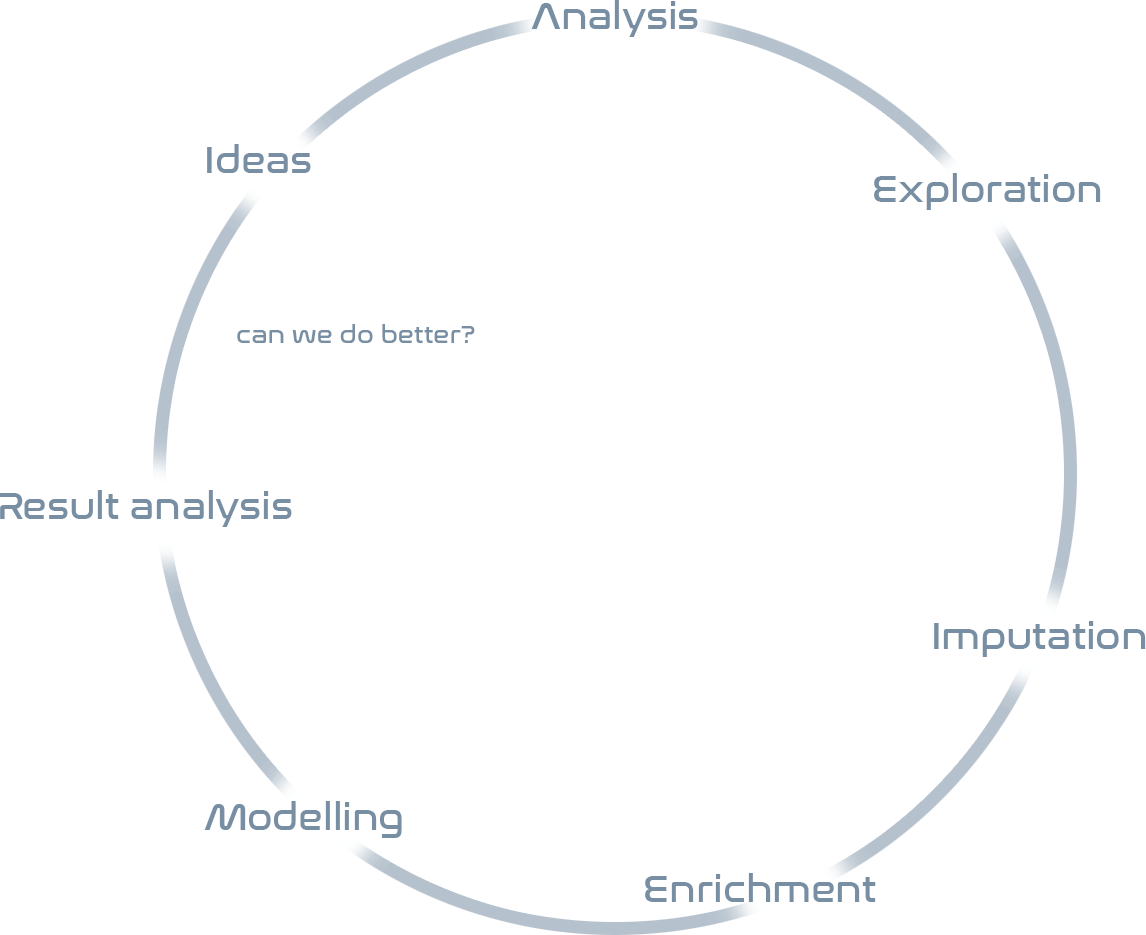 Analysis
Ideas
Exploration
can we do better?
Result analysis
Imputation
Modelling
Enrichment